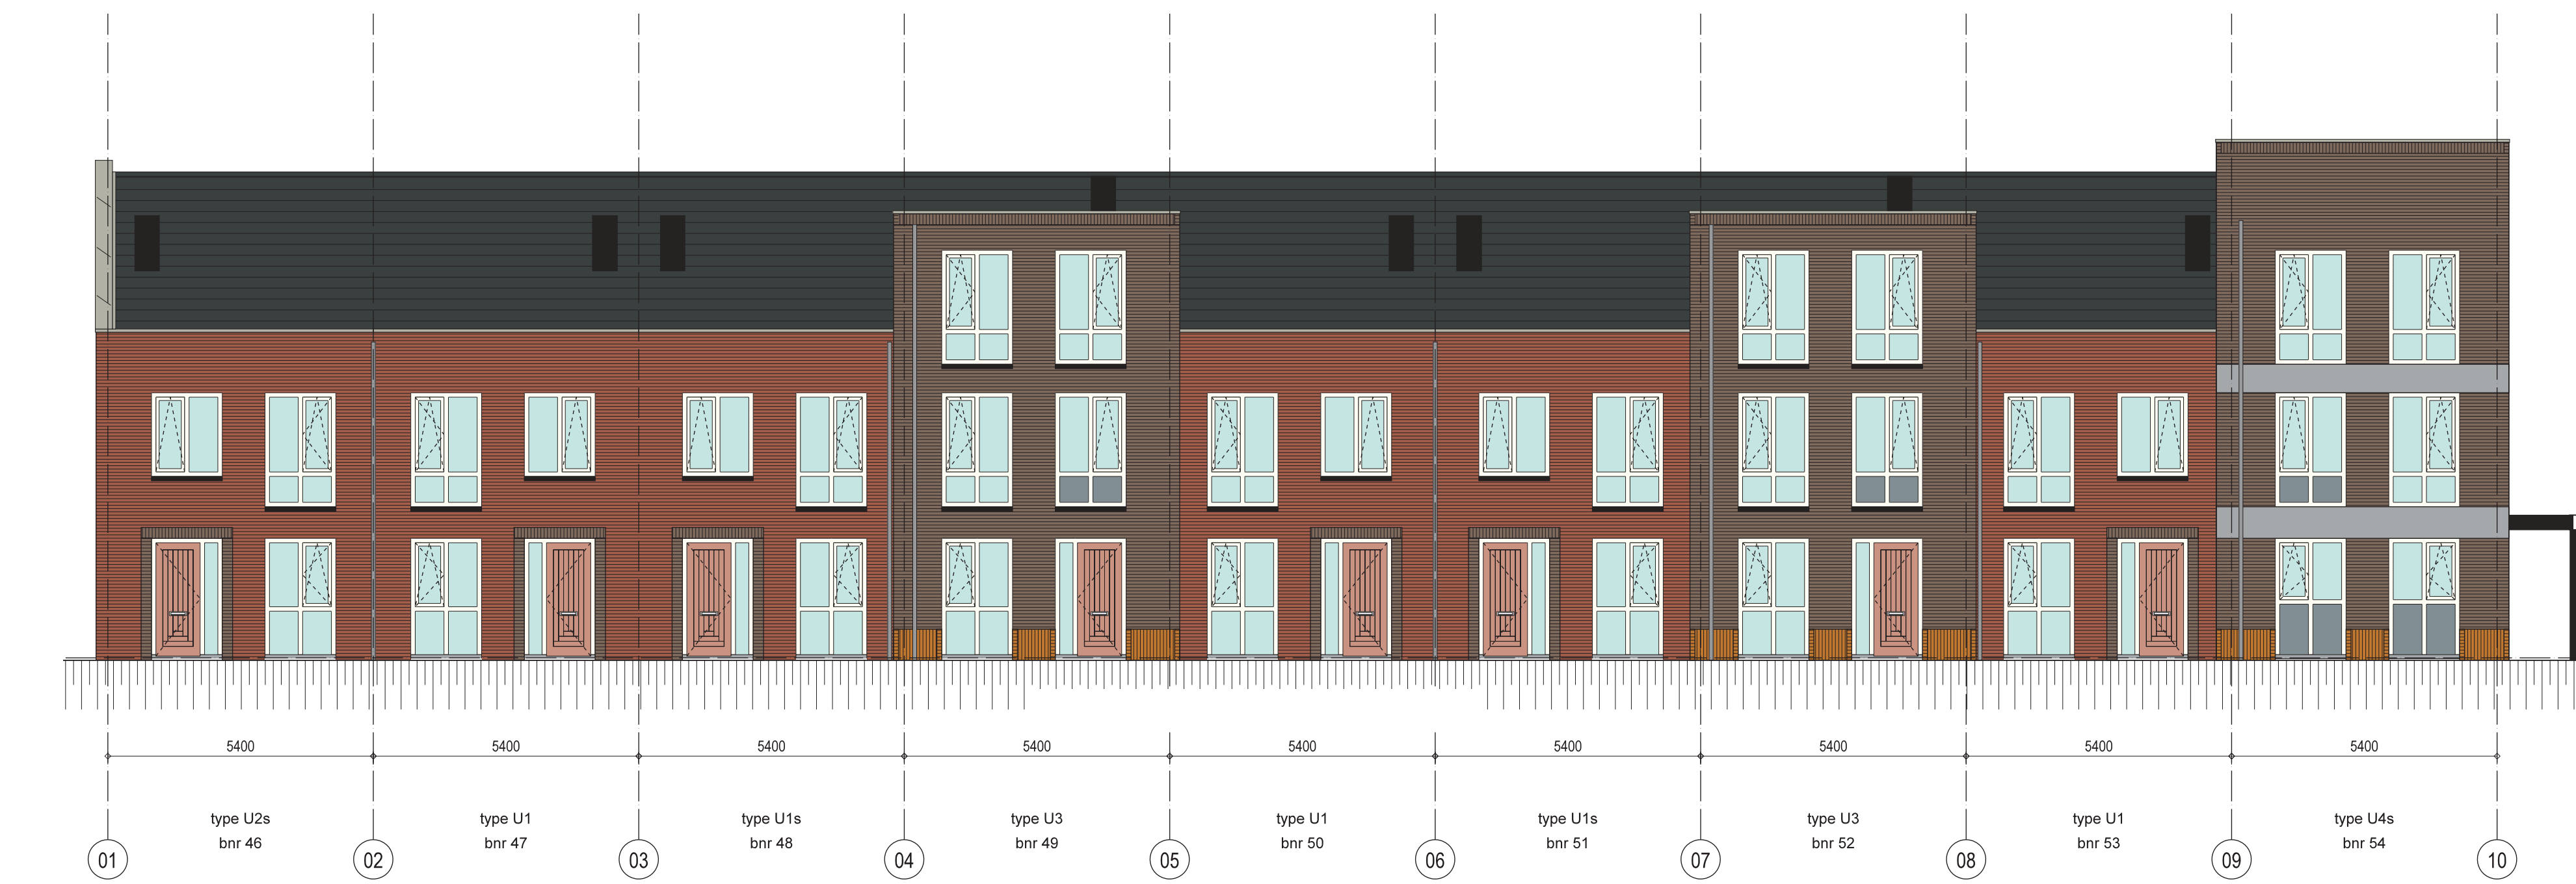 5400 5400 5400 5400 5400 5400 5400 5400 5400
type U2s type U1 type U1s type U3 type U1 type U1s type U3 type U1 type U4s
bnr 46 bnr 47 bnr 48 bnr 49 bnr 50 bnr 51 bnr 52 bnr 53 bnr 54
01 02 03 04 05 06 07 08 09 10